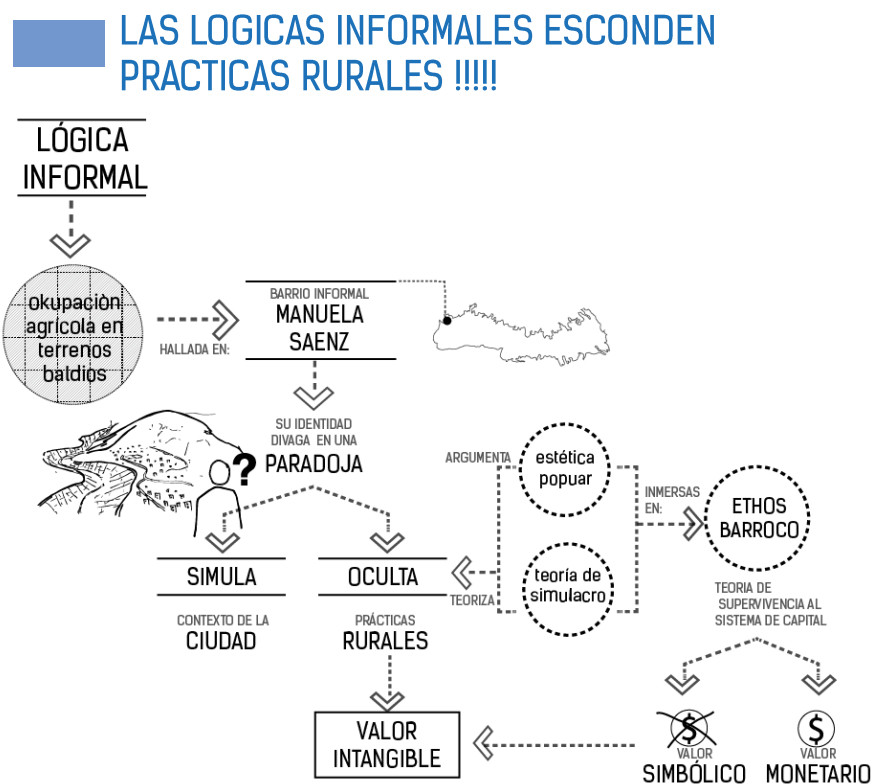 LAS LOGICAS INFORMALES ESCONDEN
PRACTICAS RURALES !!!!!
LÓGICA
INFORMAL
okupaciòn
agrícola en
terrenos
baldios
HALLADA EN:
BARRIO INFORMAL
MANUELA
SAENZ
SU IDENTIDAD
DIVAGA EN UNA
PARADOJA
?
SIMULA
CONTEXTO DE LA
CIUDAD
OCULTA
PRÁCTICAS
RURALES
ARGUMENTA
TEORIZA
estética
popuar
teoría de
simulacro
INMERSAS
EN:
ETHOS
BARROCO
TEORIA DE
SUPERVIVENCIA AL
SISTEMA DE CAPITAL
$
VALOR
SIMBÓLICO
$
VALOR
MONETARIO
VALOR
INTANGIBLE